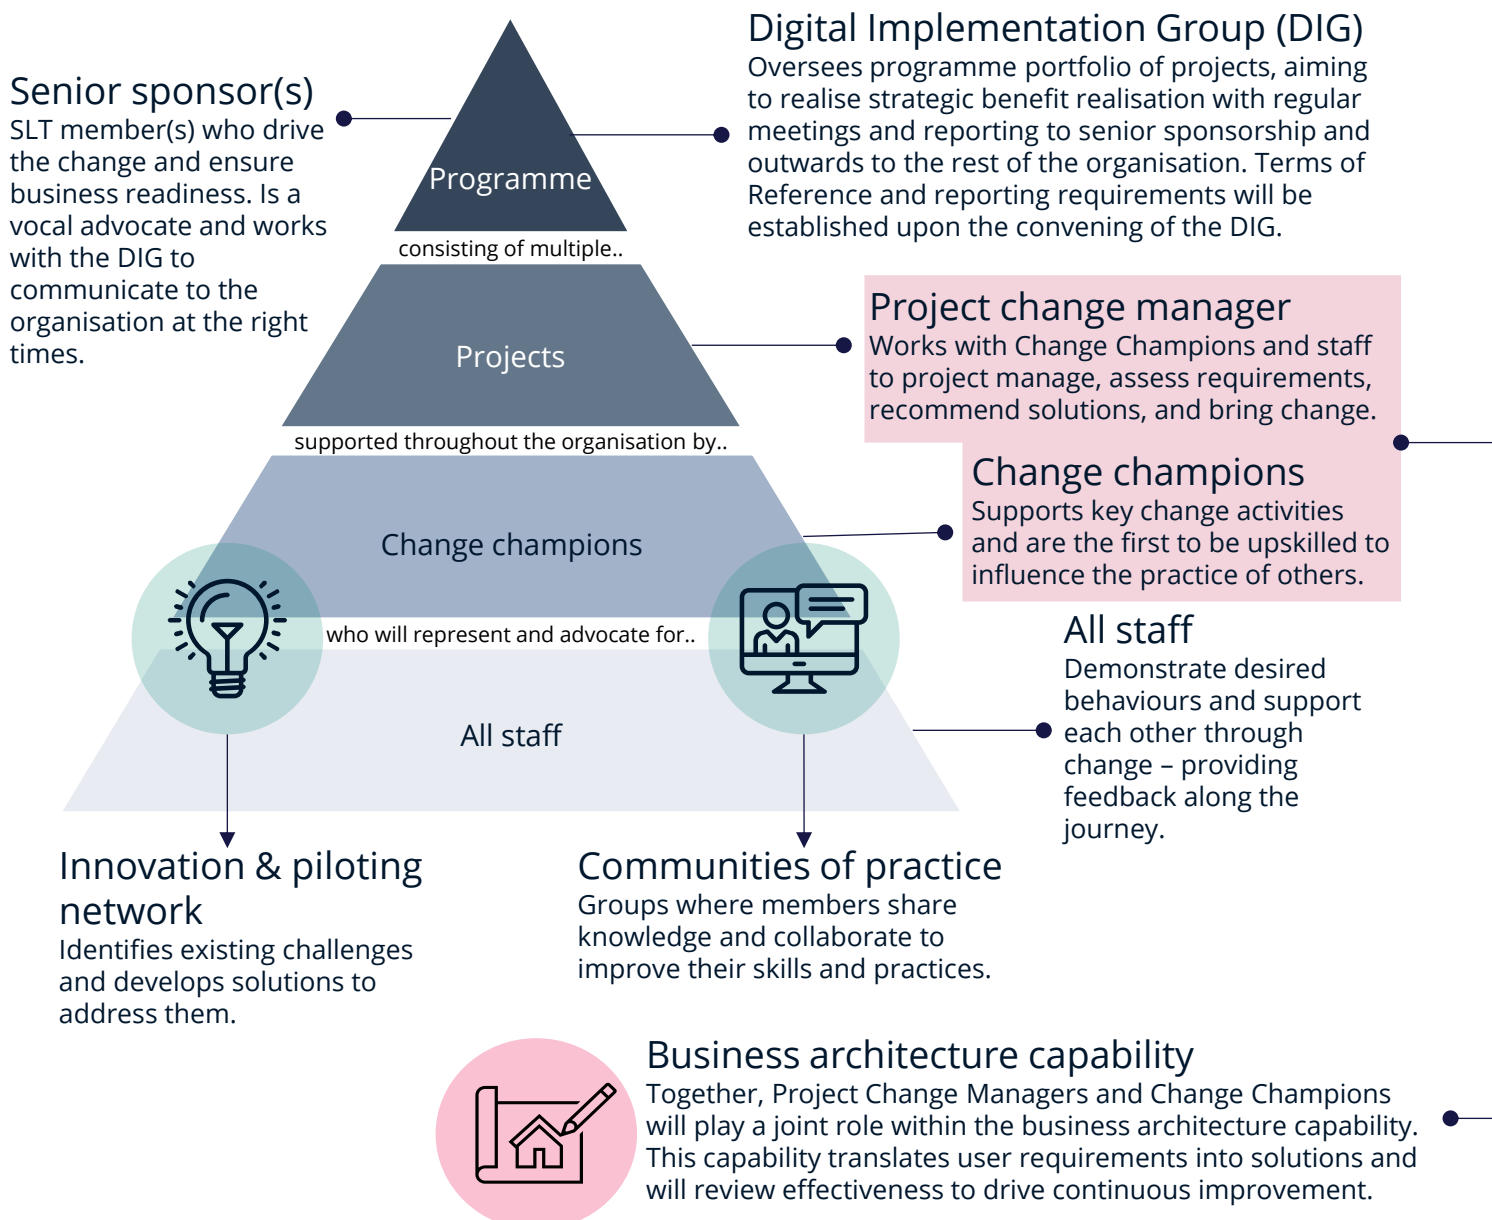 Senior sponsor(s)
SLT member(s) who drive
the change and ensure
business readiness. Is a
vocal advocate and works
with the DIG to
communicate to the
organisation at the right
times.
Digital Implementation Group (DIG)
Oversees programme portfolio of projects, aiming
to realise strategic benefit realisation with regular
meetings and reporting to senior sponsorship and
outwards to the rest of the organisation. Terms of
Reference and reporting requirements will be
established upon the convening of the DIG.
Programme
consisting of multiple..
Projects
supported throughout the organisation by..
Change champions
who will represent and advocate for..
All staff
Project change manager
Works with Change Champions and staff
to project manage, assess requirements,
recommend solutions, and bring change.
Change champions
Supports key change activities
and are the first to be upskilled to
influence the practice of others.
All staff
Demonstrate desired
behaviours and support
each other through
change – providing
feedback along the
journey.
Innovation & piloting
network
Identifies existing challenges
and develops solutions to
address them.
Communities of practice
Groups where members share
knowledge and collaborate to
improve their skills and practices.
Business architecture capability
Together, Project Change Managers and Change Champions
will play a joint role within the business architecture capability.
This capability translates user requirements into solutions and
will review effectiveness to drive continuous improvement.